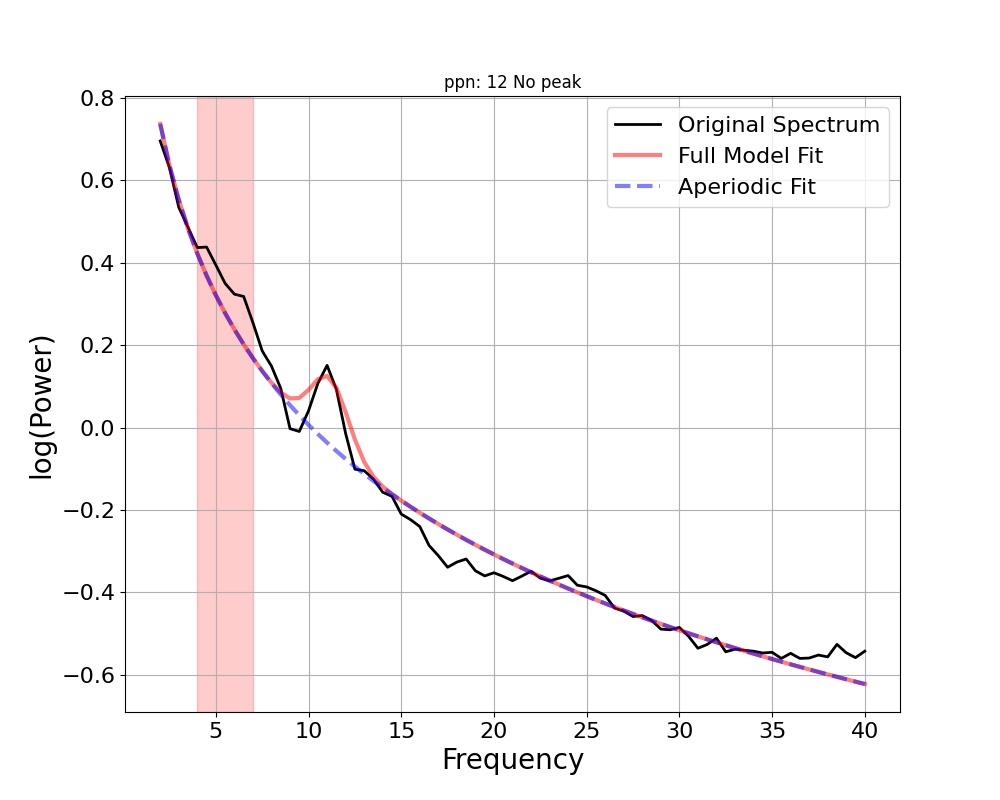 ppn: 12 No peak
Original Spectrum
Full Model Fit
Aperiodic Fit
log(Power)
0.8
0.6
0.4
0.2
0.0
−0.2
−0.4
−0.6
5 10 15 20 25 30 35 40
Frequency